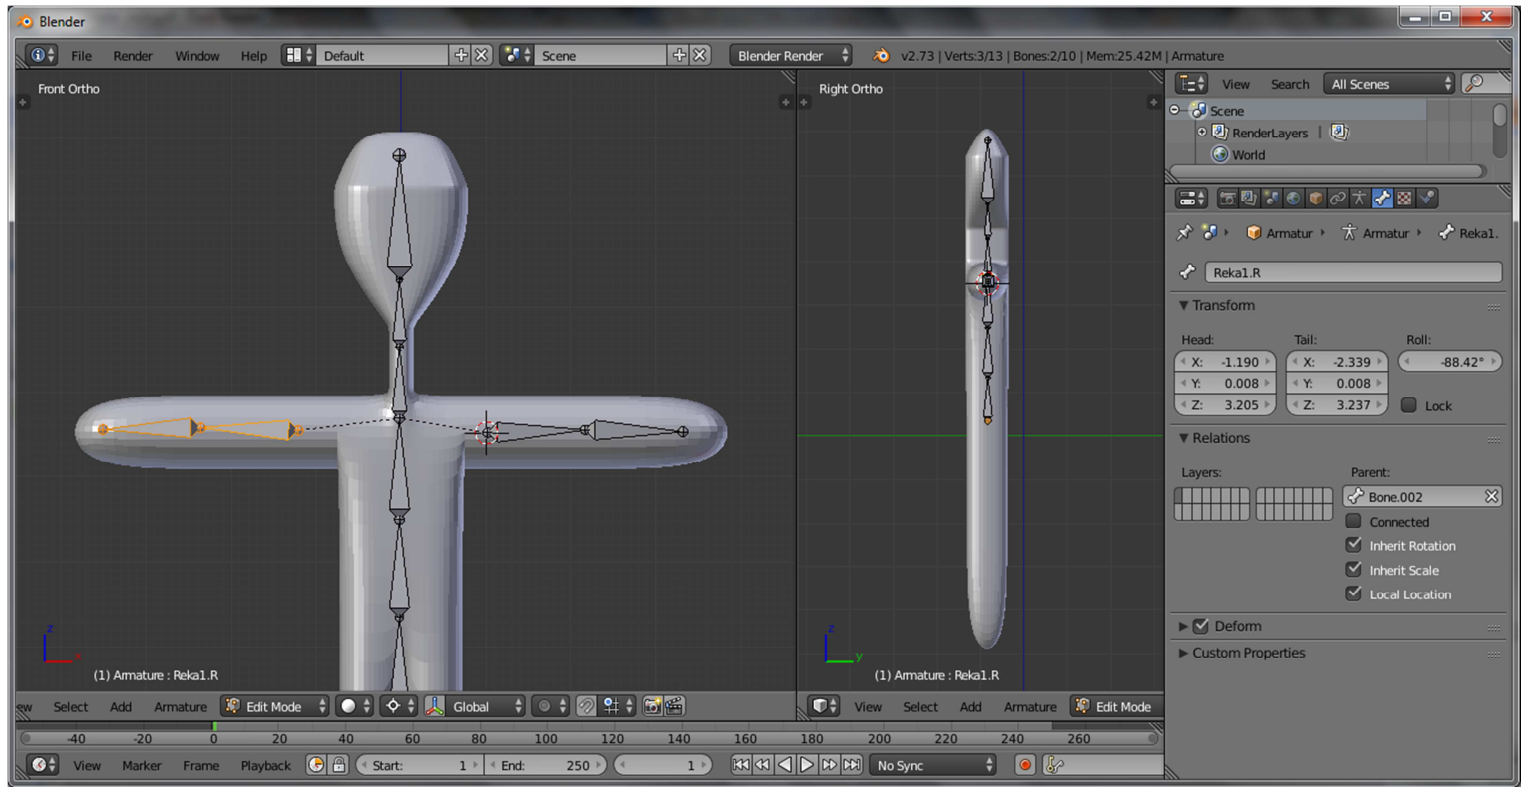 Blender
File Render Window Help Default Scene Blender Render v2.73 | Verts:3/13 | Bones:2/10 | Mem:25.42M | Armature
Front Ortho
Right Ortho
View Search All Scenes
Scene
RenderLayers |
World
Armatur Armatur Reka1.
Reka1.R
Transform
Head: Tail: Roll:
X: -1.190 X: -2.339 -88.42°
Y: 0.008 Y: 0.008
Z: 3.205 Z: 3.237 Lock
Relations
Layers: Parent:
Bone.002
Connected
Inherit Rotation
Inherit Scale
Local Location
Deform
Custom Properties
z
x
(1) Armature : Reka1.R
z
y
(1) Armature : Reka1.R
ew Select Add Armature Edit Mode Global
View Select Add Armature Edit Mode
-40 -20 0 20 40 60 80 100 120 140 160 180 200 220 240 260
View Marker Frame Playback Start: 1 End: 250 1 No Sync